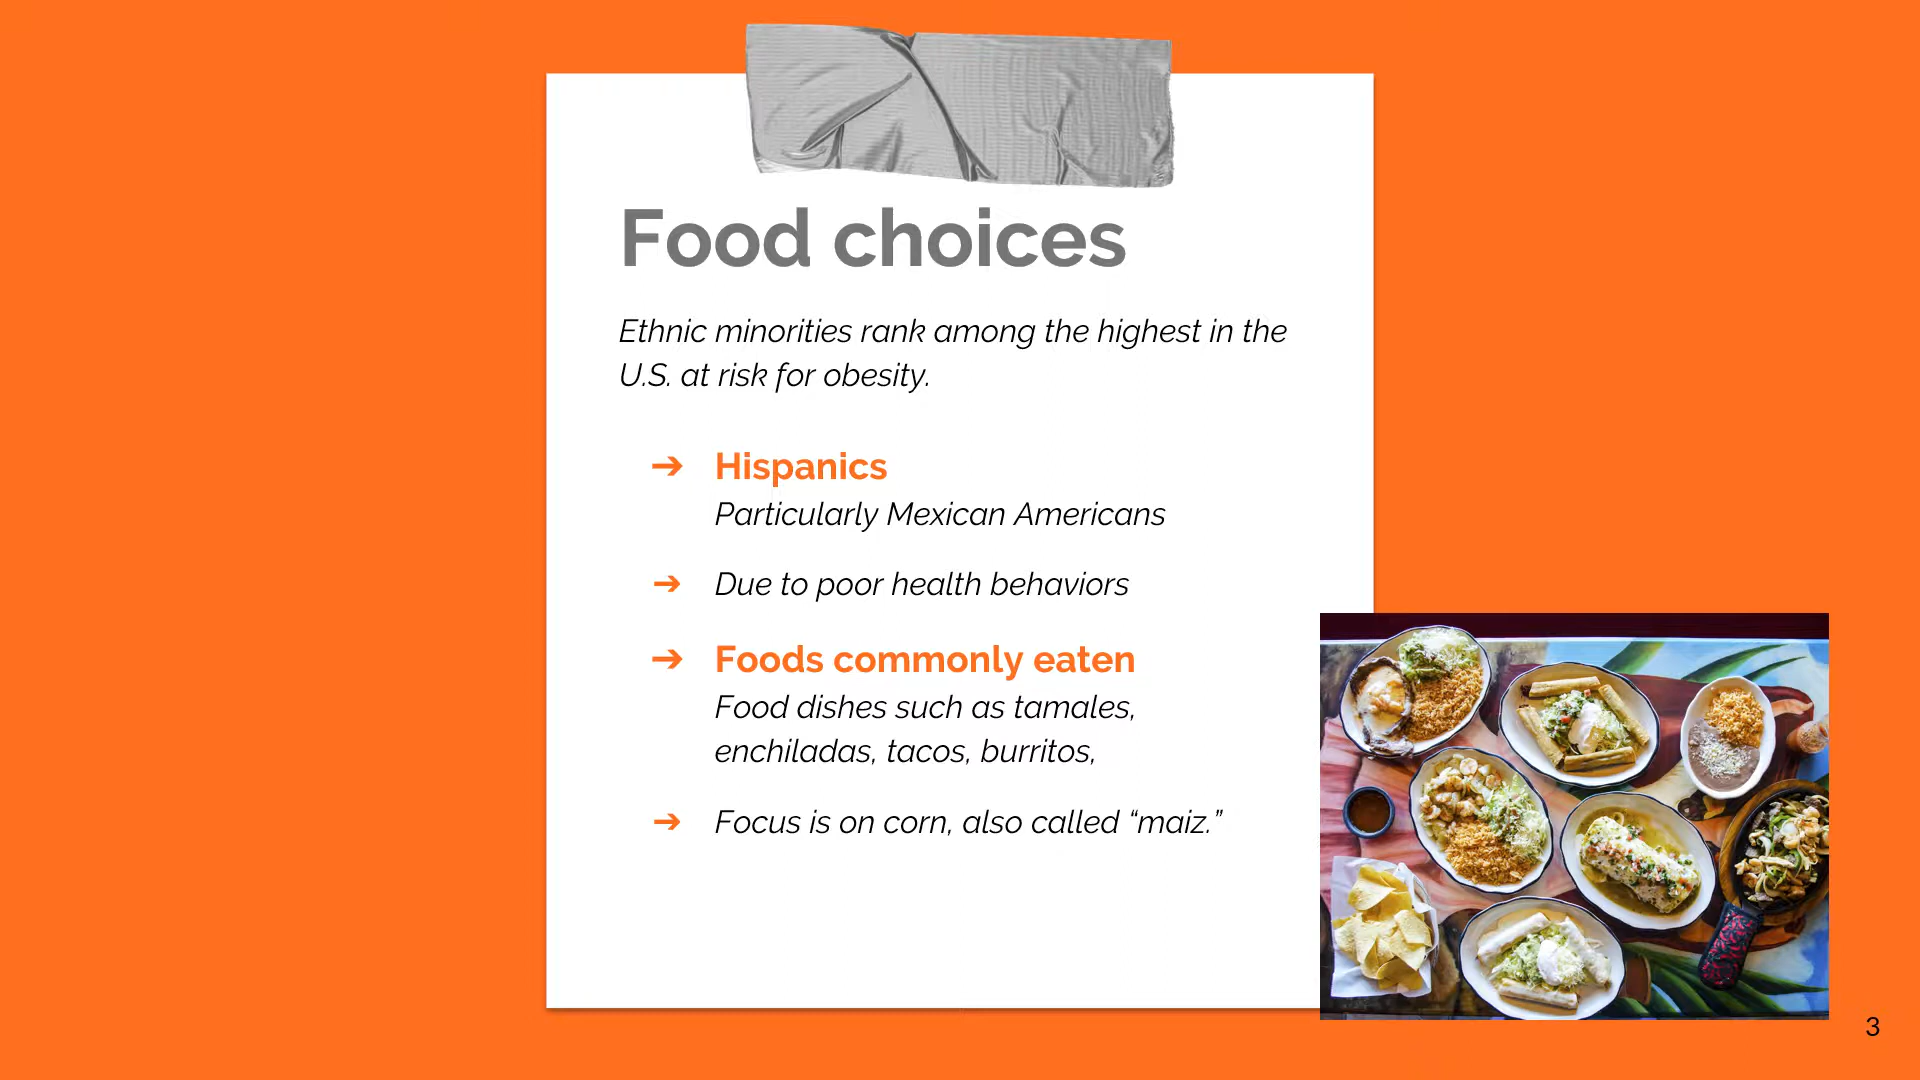 Food choices
Ethnic minorities rank among the highest in the
U.S. at risk for obesity.
➔ Hispanics
Particularly Mexican Americans
➔ Due to poor health behaviors
➔ Foods commonly eaten
Food dishes such as tamales,
enchiladas, tacos, burritos,
➔ Focus is on corn, also called “maiz.”
3